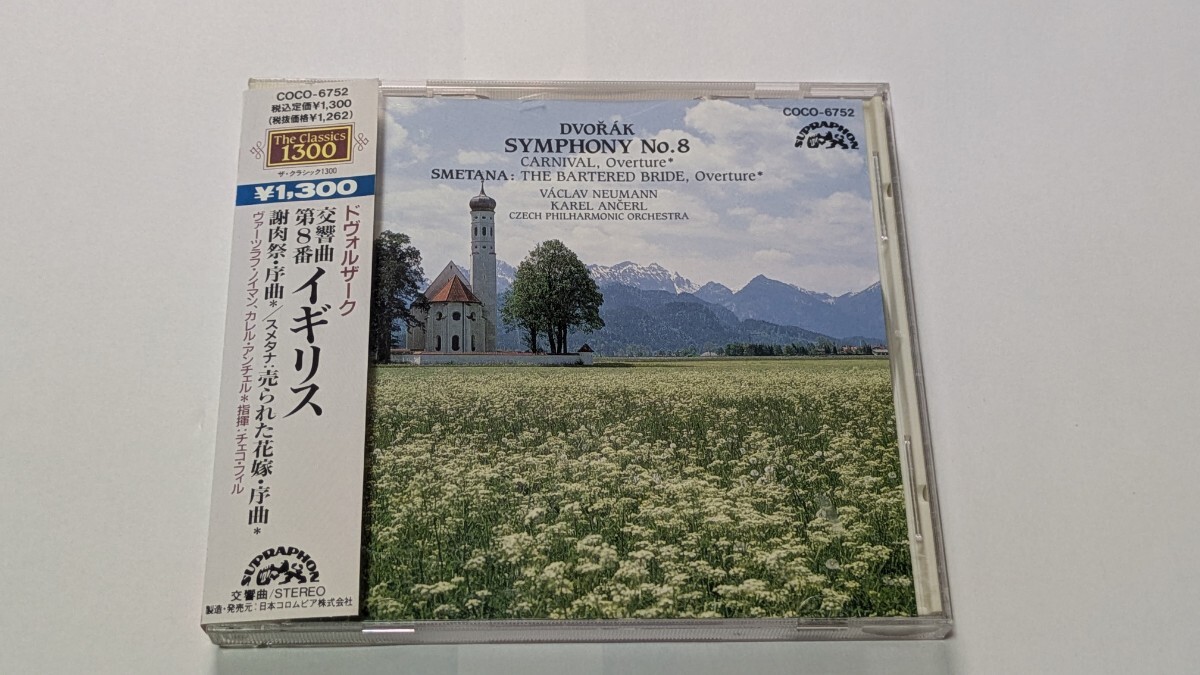 COCO-6752
税込定価¥1,300
(税抜価格¥1,262)
The Classics
1300
ザ・クラシック1300
¥1,300
ドヴォルザーク
交響曲
第8番
イギリス
謝肉祭・序曲*/スメタナ:売られた花嫁・序曲*
ヴァーツラフ・ノイマン、カレル・アンチェル*指揮:チェコ・フィル
SUPRAPHON
交響曲/STEREO
製造・発売元:日本コロムビア株式会社
COCO-6752
SUPRAPHON
DVOŘÁK
SYMPHONY No.8
CARNIVAL, Overture*
SMETANA: THE BARTERED BRIDE, Overture*
VÁCLAV NEUMANN
KAREL ANČERL
CZECH PHILHARMONIC ORCHESTRA